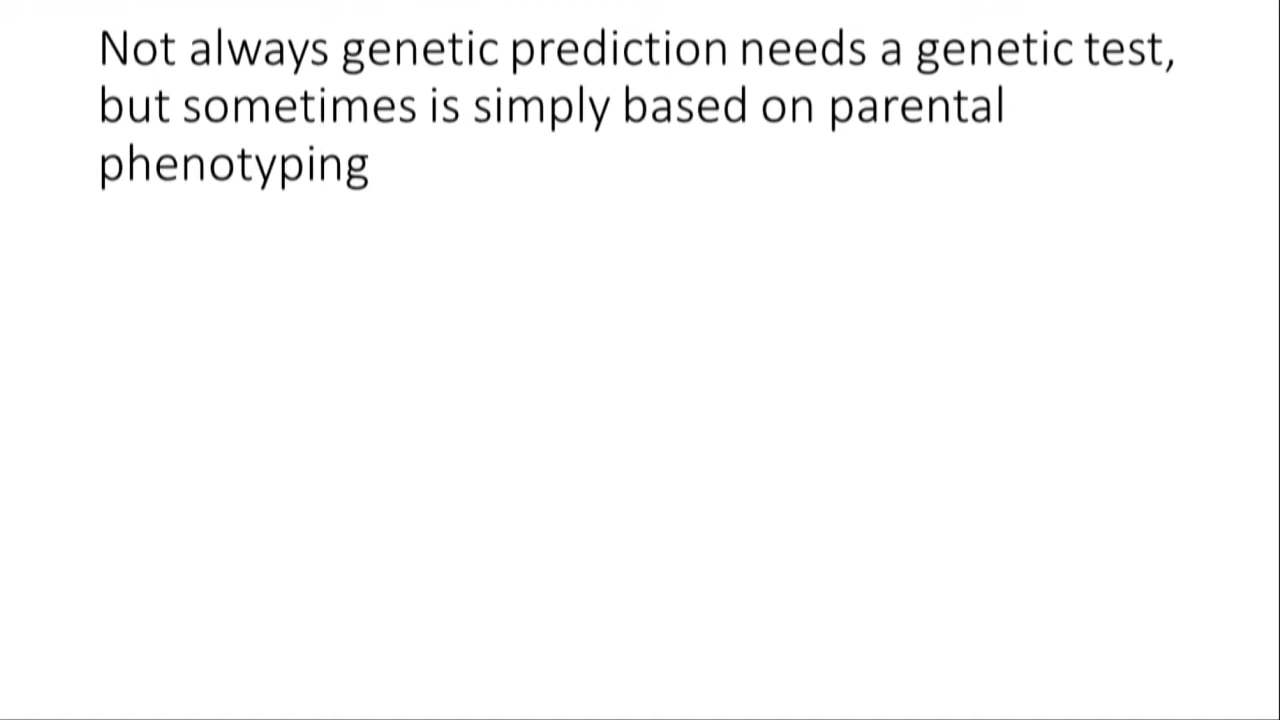 Not always genetic prediction needs a genetic test,
but sometimes is simply based on parental
phenotyping